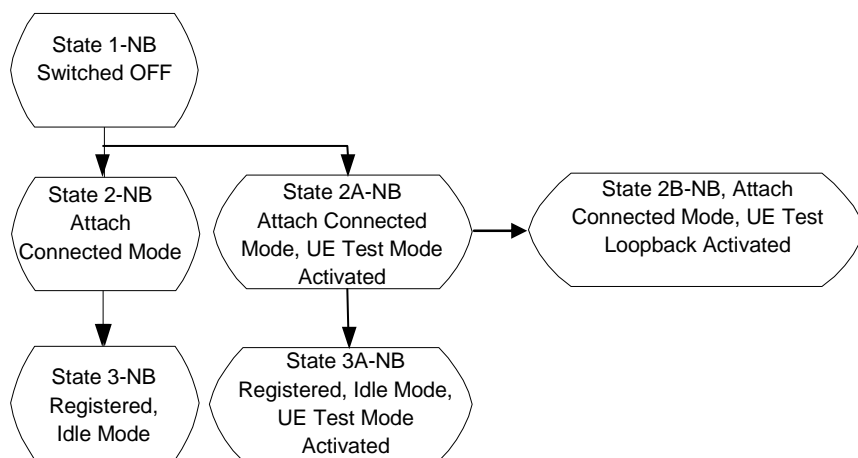 State 1-NB
Switched OFF
State 2-NB
Attach
Connected Mode
State 2A-NB
Attach Connected
Mode, UE Test Mode
Activated
State 2B-NB, Attach
Connected Mode, UE Test
Loopback Activated
State 3-NB
Registered,
Idle Mode
State 3A-NB
Registered, Idle Mode,
UE Test Mode
Activated